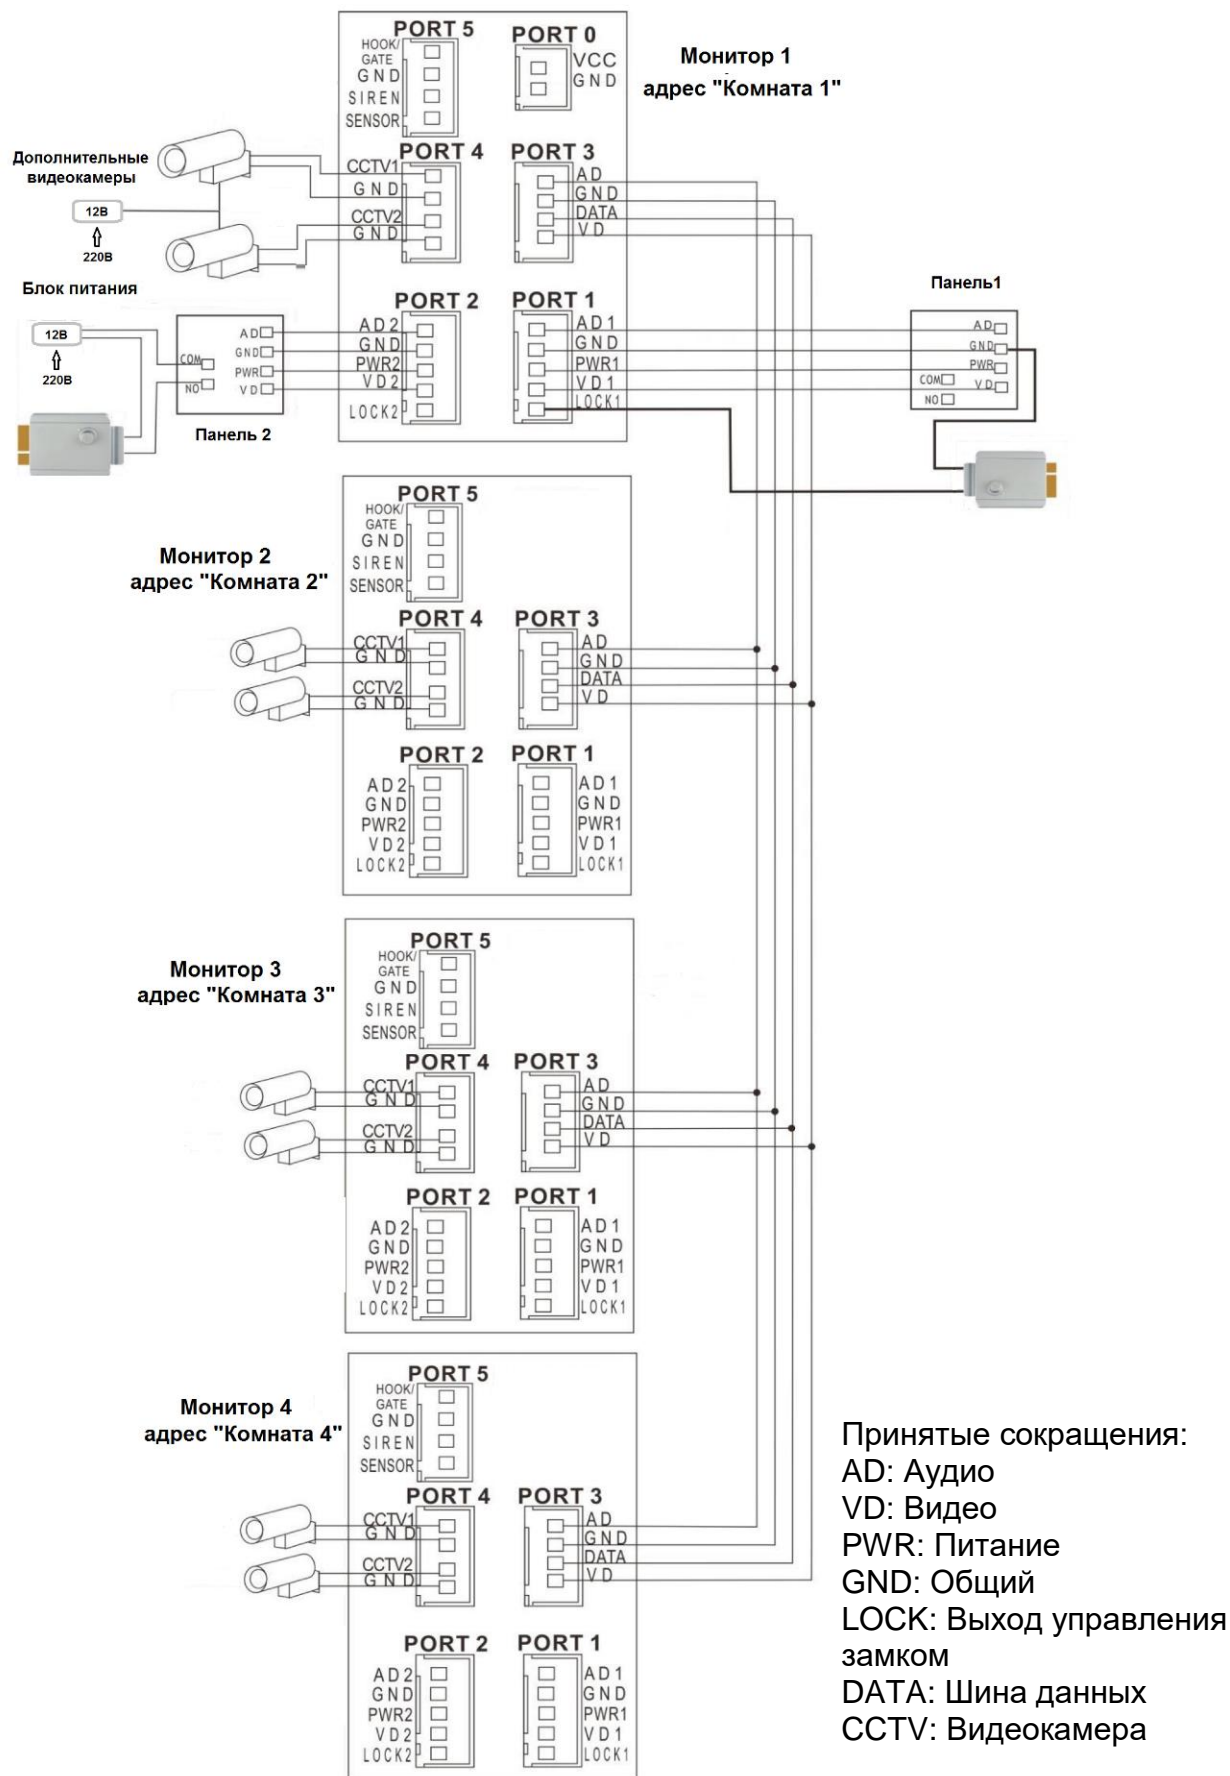 PORT 5
HOOK/
GATE
GND
SIREN
SENSOR
PORT 0
VCC
GND
Монитор 1
адрес "Комната 1"
Дополнительные
видеокамеры
12В
220В
PORT 4
CCTV1
GND
CCTV2
GND
PORT 3
AD
GND
DATA
VD
Блок питания
12В
220В
COM
NO
AD
GND
PWR
VD
Панель 2
PORT 2
AD2
GND
PWR2
VD2
LOCK2
PORT 1
AD1
GND
PWR1
VD1
LOCK1
Панель1
AD
GND
PWR
COM
VD
NO
Монитор 2
адрес "Комната 2"
PORT 5
HOOK/
GATE
GND
SIREN
SENSOR
PORT 4
CCTV1
GND
CCTV2
GND
PORT 3
AD
GND
DATA
VD
PORT 2
AD2
GND
PWR2
VD2
LOCK2
PORT 1
AD1
GND
PWR1
VD1
LOCK1
Монитор 3
адрес "Комната 3"
PORT 5
HOOK/
GATE
GND
SIREN
SENSOR
PORT 4
CCTV1
GND
CCTV2
GND
PORT 3
AD
GND
DATA
VD
PORT 2
AD2
GND
PWR2
VD2
LOCK2
PORT 1
AD1
GND
PWR1
VD1
LOCK1
Монитор 4
адрес "Комната 4"
PORT 5
HOOK/
GATE
GND
SIREN
SENSOR
PORT 4
CCTV1
GND
CCTV2
GND
PORT 3
AD
GND
DATA
VD
PORT 2
AD2
GND
PWR2
VD2
LOCK2
PORT 1
AD1
GND
PWR1
VD1
LOCK1
Принятые сокращения:
AD: Аудио
VD: Видео
PWR: Питание
GND: Общий
LOCK: Выход управления
замком
DATA: Шина данных
CCTV: Видеокамера